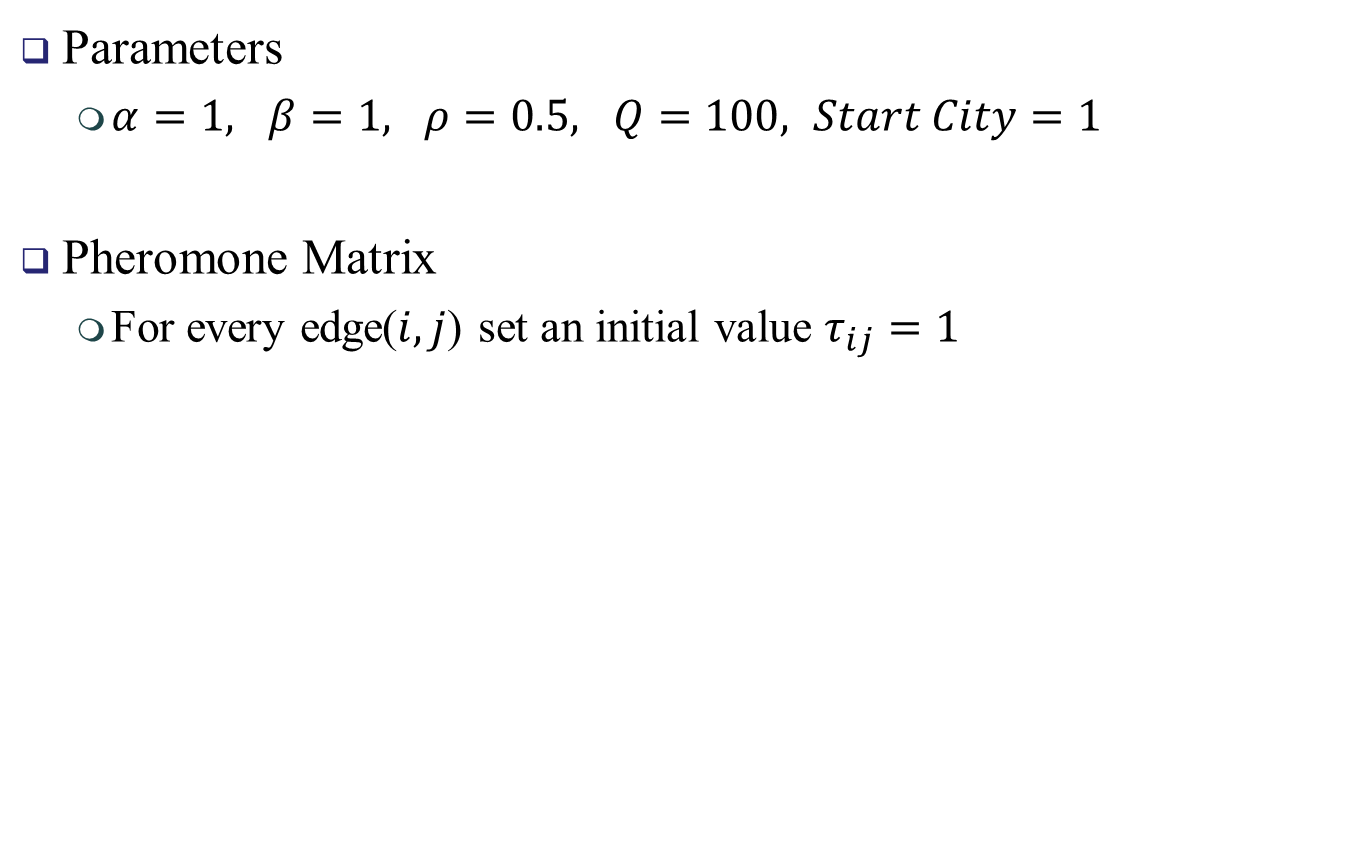 ❑ Parameters
❍ α = 1, β = 1, ρ = 0.5, Q = 100, Start City = 1
❑ Pheromone Matrix
❍ For every edge(i, j) set an initial value τᵢⱼ = 1